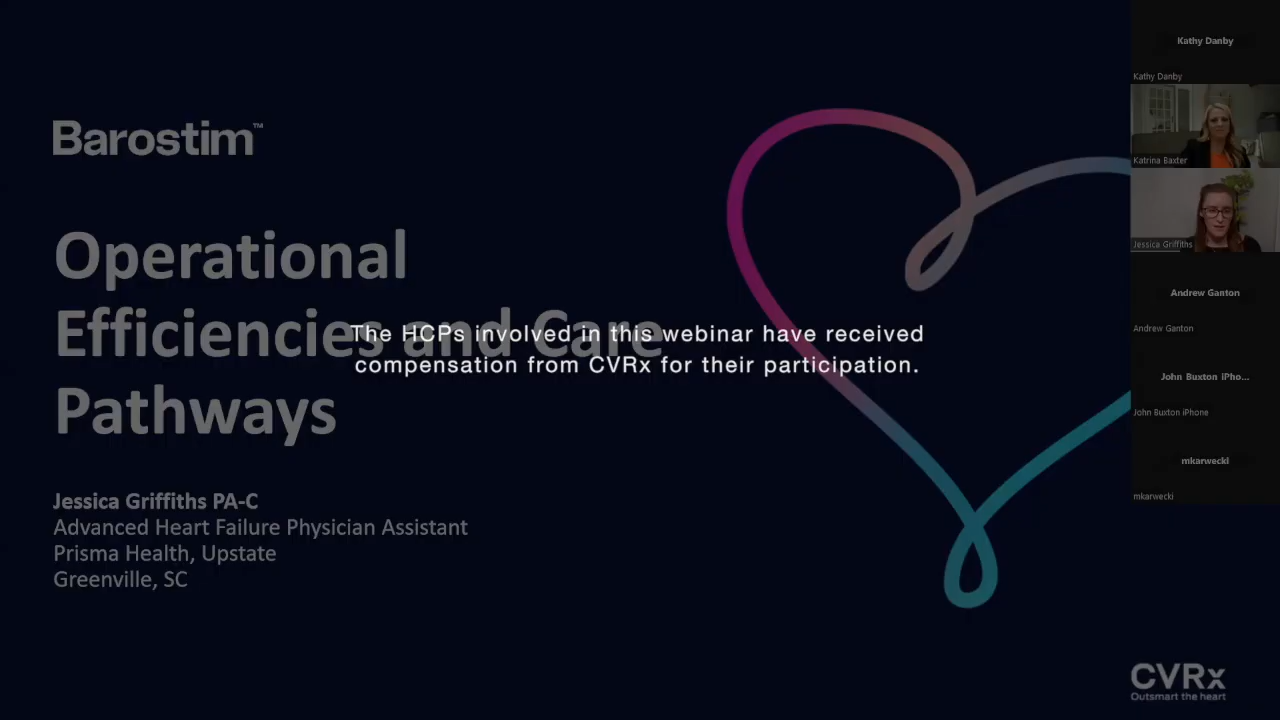 Barostim™
Operational
Efficiencies and Care
Pathways
The HCPs involved in this webinar have received
compensation from CVRx for their participation.
Jessica Griffiths PA-C
Advanced Heart Failure Physician Assistant
Prisma Health, Upstate
Greenville, SC
CVRx
Outsmart the heart
Kathy Danby
Kathy Danby
Katrina Baxter
Jessica Griffiths
Andrew Ganton
Andrew Ganton
John Buxton iPho...
John Buxton iPhone
mkarwecki
mkarwecki